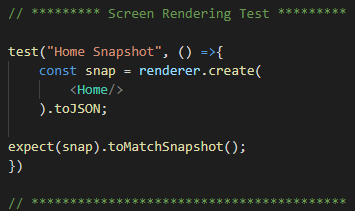 // ********* Screen Rendering Test *********
test("Home Snapshot", () =>{
    const snap = renderer.create(
        <Home/>
    ).toJSON;
expect(snap).toMatchSnapshot();
})
// *****************************************